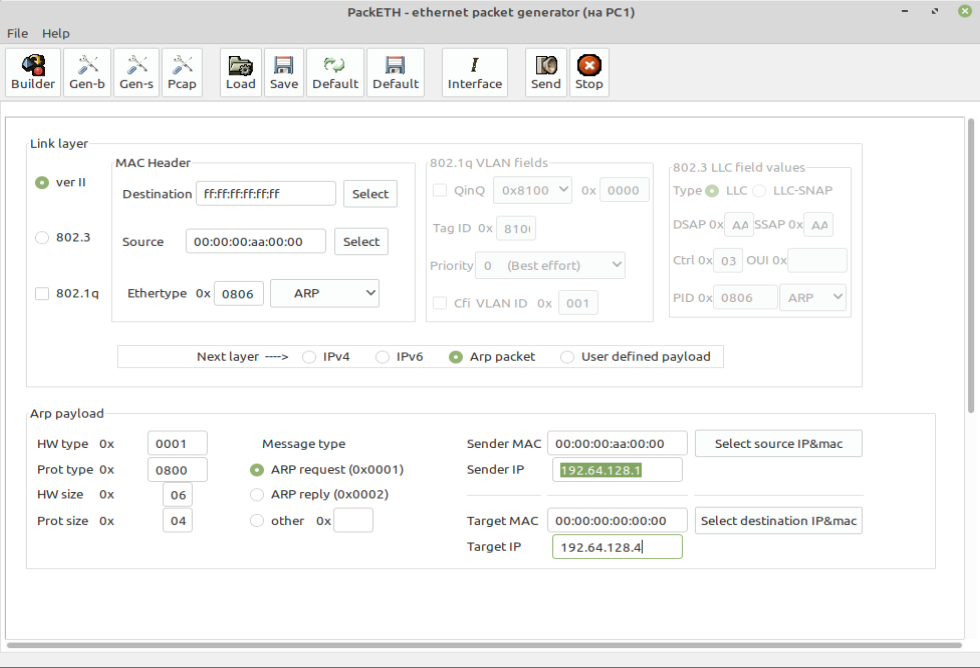 PackETH - ethernet packet generator (на PC1)
File Help
Builder Gen-b Gen-s Pcap Load Save Default Default Interface Send Stop
Link layer
ver II
802.3
802.1q
MAC Header
Destination ff:ff:ff:ff:ff:ff Select
Source 00:00:00:aa:00:00 Select
Ethertype 0x 0806 ARP
802.1q VLAN fields
QinQ 0x8100 0x 0000
Tag ID 0x 810
Priority 0 (Best effort)
Cfi VLAN ID 0x 001
802.3 LLC field values
Type LLC LLC-SNAP
DSAP 0x AA SSAP 0x AA
Ctrl 0x 03 OUI 0x
PID 0x 0806 ARP
Next layer ----> IPv4 IPv6 Arp packet User defined payload
Arp payload
HW type 0x 0001
Prot type 0x 0800
HW size 0x 06
Prot size 0x 04
Message type
ARP request (0x0001)
ARP reply (0x0002)
other 0x
Sender MAC 00:00:00:aa:00:00 Select source IP&mac
Sender IP 192.64.128.1
Target MAC 00:00:00:00:00:00 Select destination IP&mac
Target IP 192.64.128.4